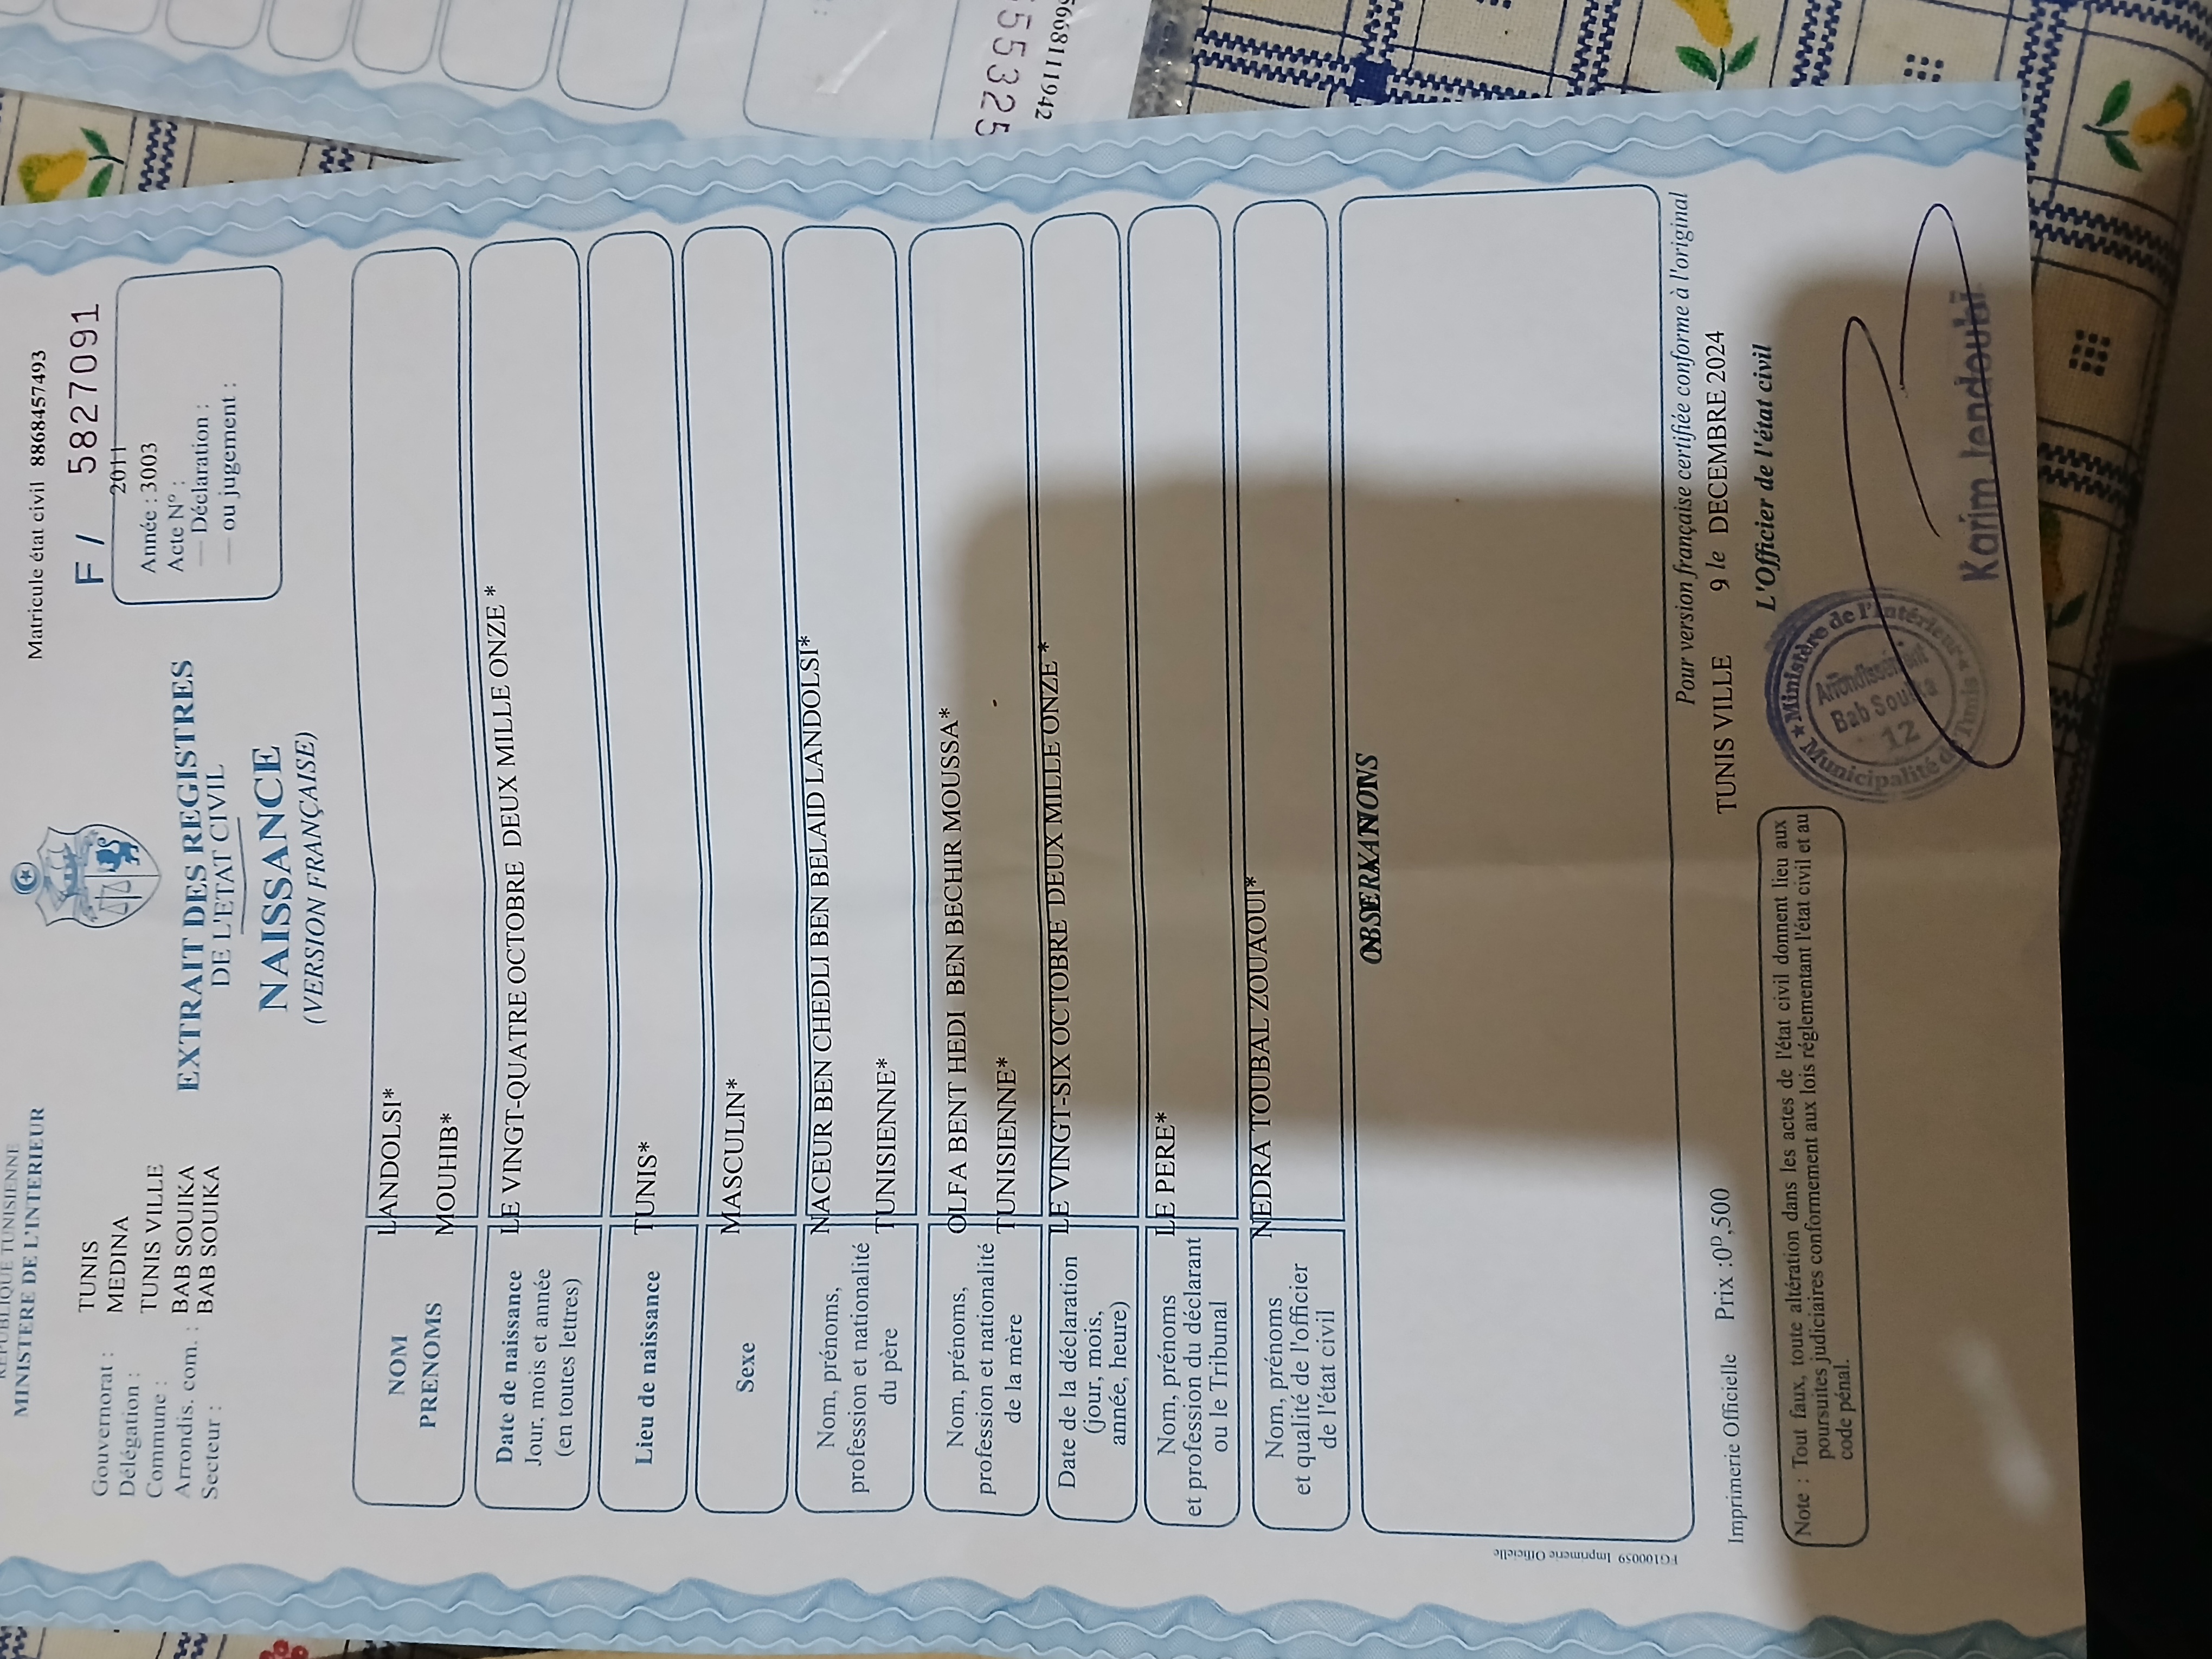 REPUBLIQUE TUNISIENNE
MINISTERE DE L'INTERIEUR
Matricule état civil 8868457493
Gouvernorat : TUNIS
Délégation : MEDINA
Commune : TUNIS VILLE
Arrondis. com. : BAB SOUIKA
Secteur : BAB SOUIKA
EXTRAIT DES REGISTRES
DE L'ETAT CIVIL
NAISSANCE
(VERSION FRANÇAISE)
F / 5827091
2011
Année : 3003
Acte N° :
— Déclaration :
— ou jugement :
NOM LANDOLSI*
PRENOMS MOUHIB*
Date de naissance LE VINGT-QUATRE OCTOBRE DEUX MILLE ONZE *
Jour, mois et année
(en toutes lettres)
Lieu de naissance TUNIS*
Sexe MASCULIN*
Nom, prénoms, NACEUR BEN CHEDLI BEN BELAID LANDOLSI*
profession et nationalité
du père TUNISIENNE*
Nom, prénoms, OLFA BENT HEDI BEN BECHIR MOUSSA*
profession et nationalité
de la mère TUNISIENNE*
Date de la déclaration LE VINGT-SIX OCTOBRE DEUX MILLE ONZE *
(jour, mois,
année, heure)
Nom, prénoms LE PERE*
et profession du déclarant
ou le Tribunal
Nom, prénoms NEDRA TOUBAL ZOUAOUI*
et qualité de l'officier
de l'état civil
Pour version française certifiée conforme à l'original
Imprimerie Officielle Prix :0D,500
TUNIS VILLE 9 le DECEMBRE 2024
L'Officier de l'état civil
Note : Tout faux, toute altération dans les actes de l'état civil donnent lieu aux
poursuites judiciaires conformement aux lois réglementant l'état civil et au
code pénal.
FG100059 Imprimerie Officielle
★ Ministère de l'Intérieur ★
Municipalité de Tunis
Arrondissement
Bab Souika
12
Karim Jendoubi
55325
668111942